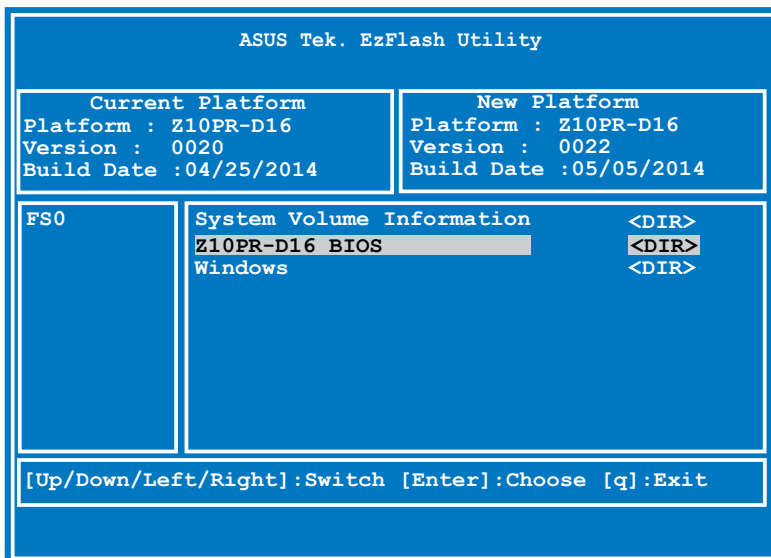 ASUS Tek. EzFlash Utility
Current Platform
Platform : Z10PR-D16
Version : 0020
Build Date :04/25/2014
New Platform
Platform : Z10PR-D16
Version : 0022
Build Date :05/05/2014
FS0
System Volume Information <DIR>
Z10PR-D16 BIOS <DIR>
Windows <DIR>
[Up/Down/Left/Right]:Switch [Enter]:Choose [q]:Exit